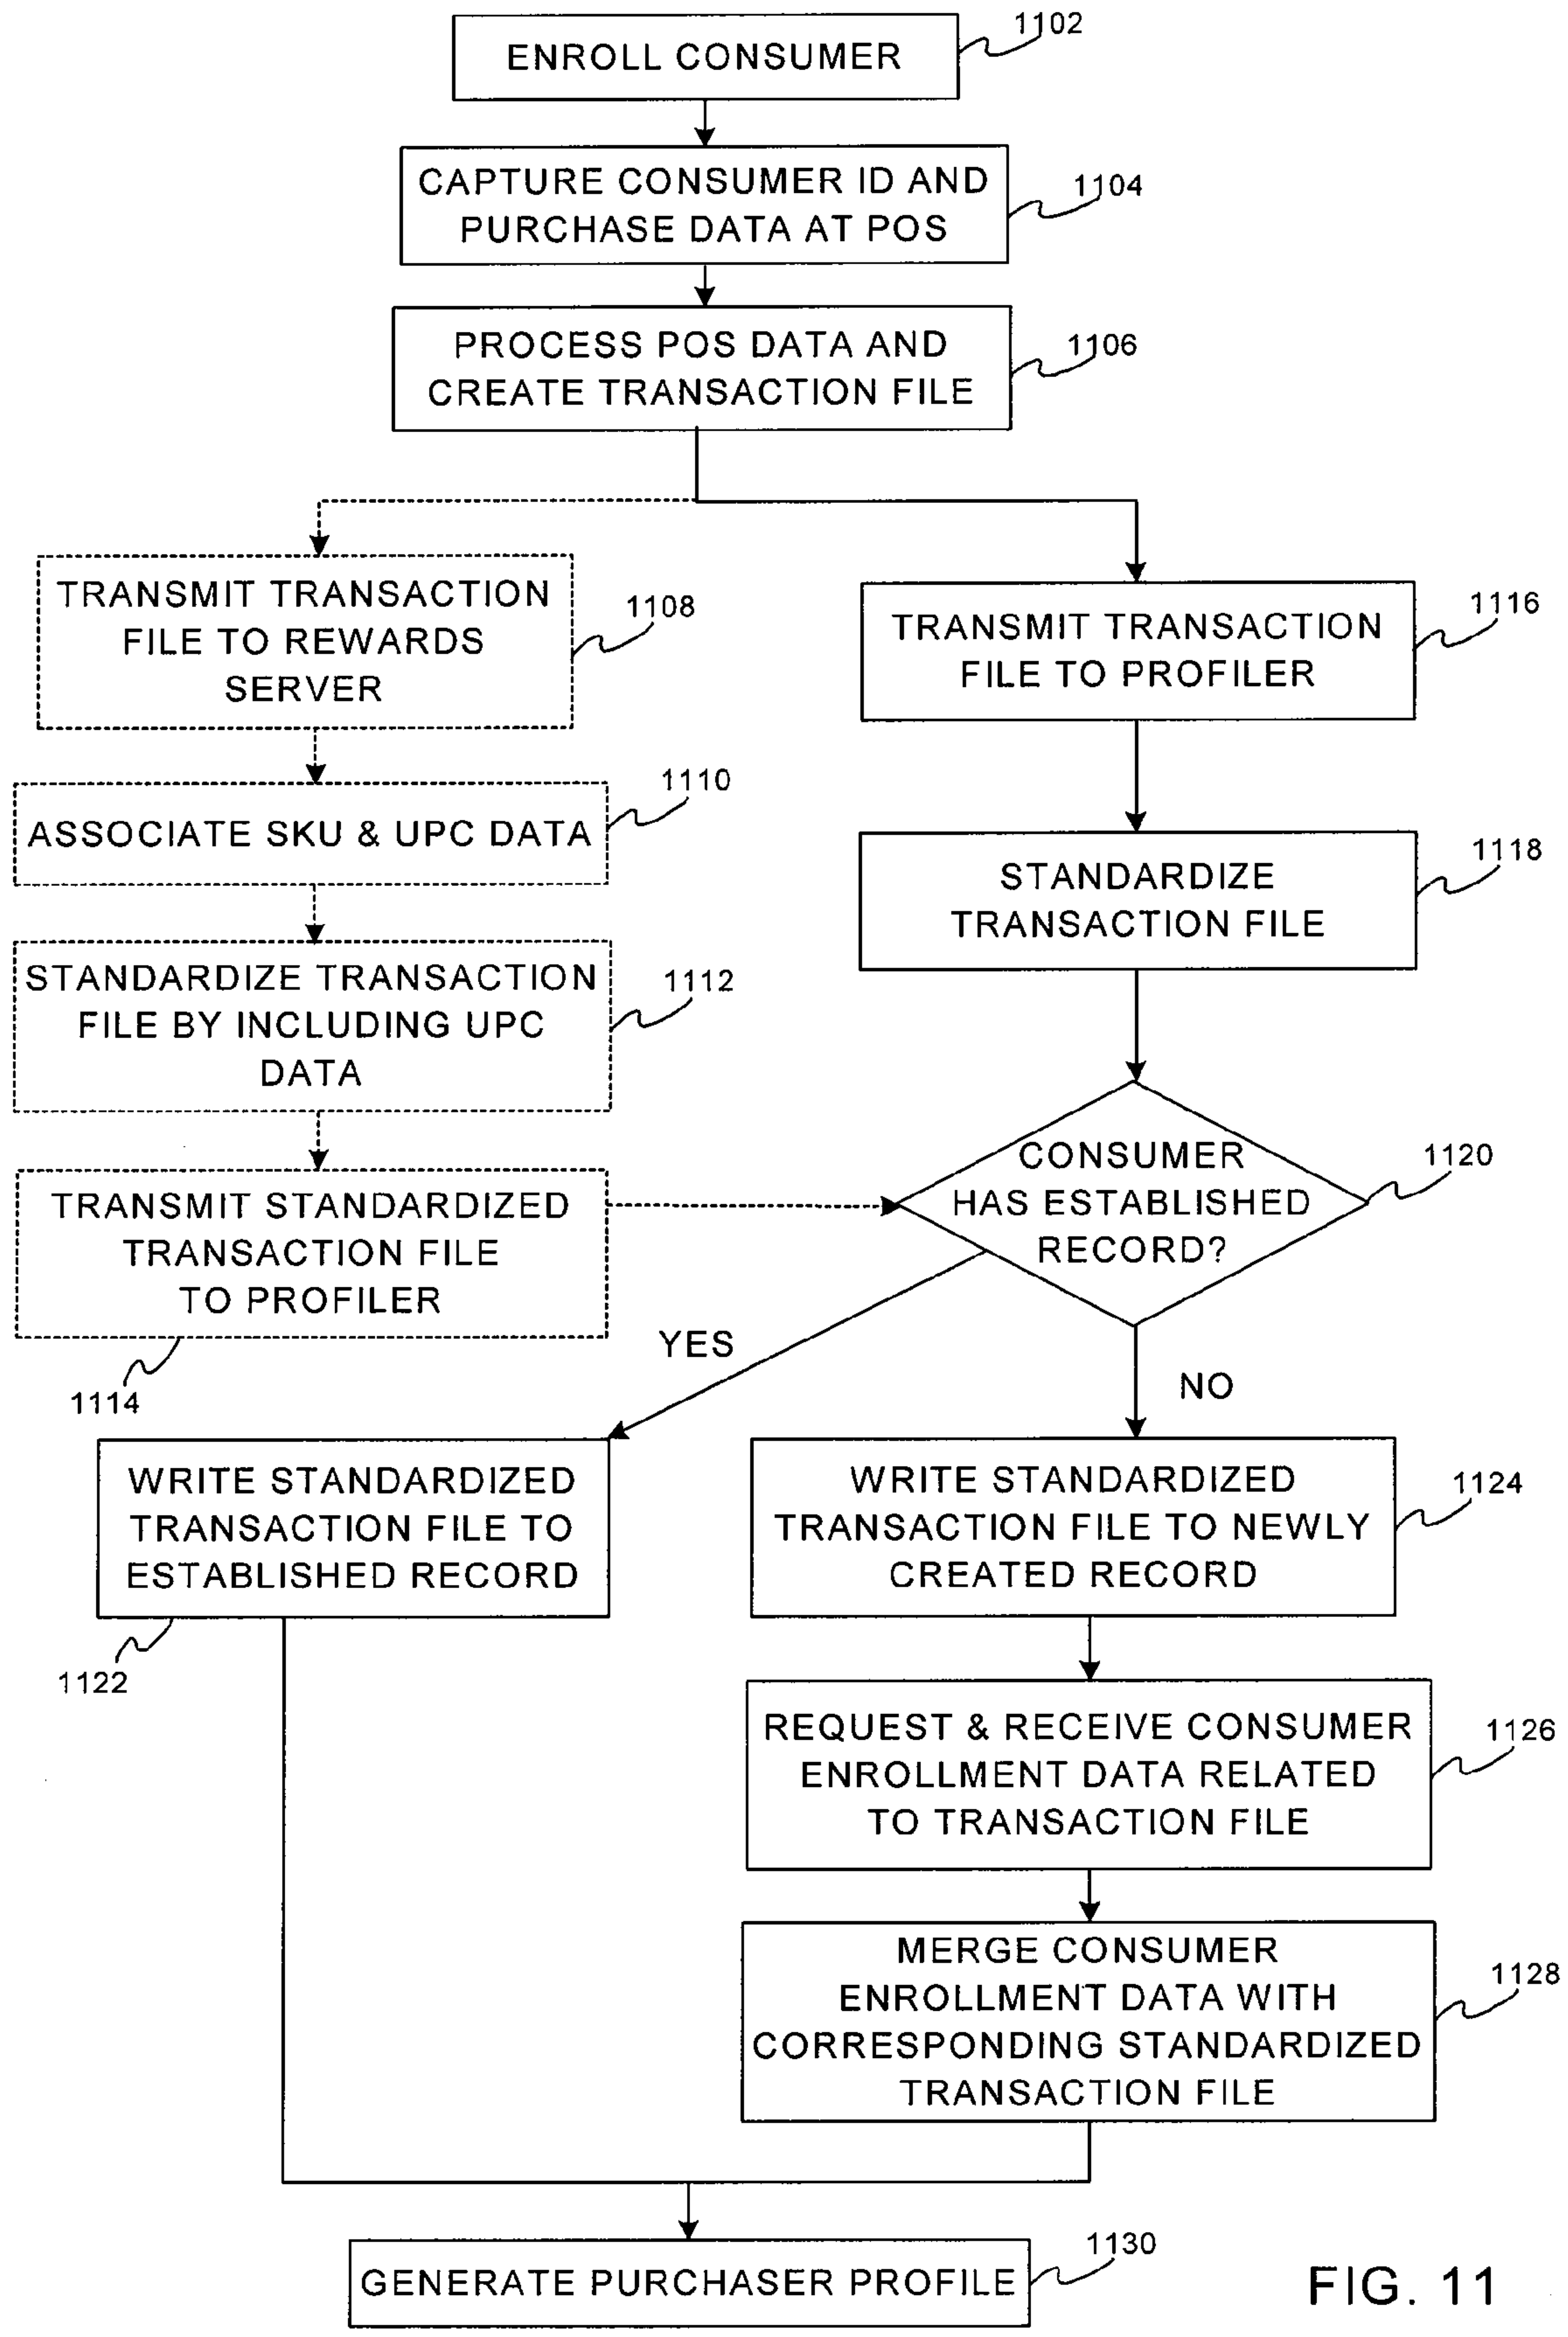 ENROLL CONSUMER
1102
CAPTURE CONSUMER ID AND
PURCHASE DATA AT POS
1104
PROCESS POS DATA AND
CREATE TRANSACTION FILE
1106
TRANSMIT TRANSACTION
FILE TO REWARDS
SERVER
1108
ASSOCIATE SKU & UPC DATA
1110
STANDARDIZE TRANSACTION
FILE BY INCLUDING UPC
DATA
1112
TRANSMIT STANDARDIZED
TRANSACTION FILE
TO PROFILER
1114
TRANSMIT TRANSACTION
FILE TO PROFILER
1116
STANDARDIZE
TRANSACTION FILE
1118
CONSUMER
HAS ESTABLISHED
RECORD?
1120
YES
NO
WRITE STANDARDIZED
TRANSACTION FILE TO
ESTABLISHED RECORD
1122
WRITE STANDARDIZED
TRANSACTION FILE TO NEWLY
CREATED RECORD
1124
REQUEST & RECEIVE CONSUMER
ENROLLMENT DATA RELATED
TO TRANSACTION FILE
1126
MERGE CONSUMER
ENROLLMENT DATA WITH
CORRESPONDING STANDARDIZED
TRANSACTION FILE
1128
GENERATE PURCHASER PROFILE
1130
FIG. 11